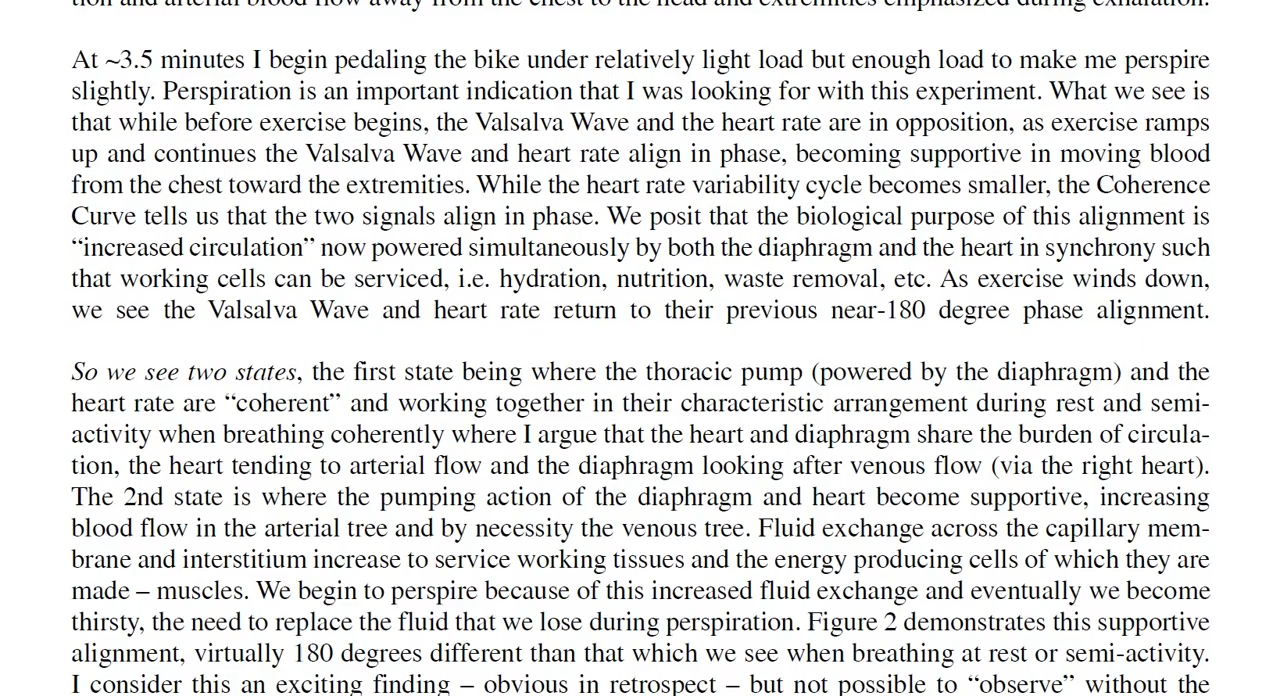 tion and arterial blood flow away from the chest to the head and extremities emphasized during exhalation.
At ~3.5 minutes I begin pedaling the bike under relatively light load but enough load to make me perspire
slightly. Perspiration is an important indication that I was looking for with this experiment. What we see is
that while before exercise begins, the Valsalva Wave and the heart rate are in opposition, as exercise ramps
up and continues the Valsalva Wave and heart rate align in phase, becoming supportive in moving blood
from the chest toward the extremities. While the heart rate variability cycle becomes smaller, the Coherence
Curve tells us that the two signals align in phase. We posit that the biological purpose of this alignment is
“increased circulation” now powered simultaneously by both the diaphragm and the heart in synchrony such
that working cells can be serviced, i.e. hydration, nutrition, waste removal, etc. As exercise winds down,
we see the Valsalva Wave and heart rate return to their previous near-180 degree phase alignment.
So we see two states, the first state being where the thoracic pump (powered by the diaphragm) and the
heart rate are “coherent” and working together in their characteristic arrangement during rest and semi-
activity when breathing coherently where I argue that the heart and diaphragm share the burden of circula-
tion, the heart tending to arterial flow and the diaphragm looking after venous flow (via the right heart).
The 2nd state is where the pumping action of the diaphragm and heart become supportive, increasing
blood flow in the arterial tree and by necessity the venous tree. Fluid exchange across the capillary mem-
brane and interstitium increase to service working tissues and the energy producing cells of which they are
made – muscles. We begin to perspire because of this increased fluid exchange and eventually we become
thirsty, the need to replace the fluid that we lose during perspiration. Figure 2 demonstrates this supportive
alignment, virtually 180 degrees different than that which we see when breathing at rest or semi-activity.
I consider this an exciting finding – obvious in retrospect – but not possible to “observe” without the